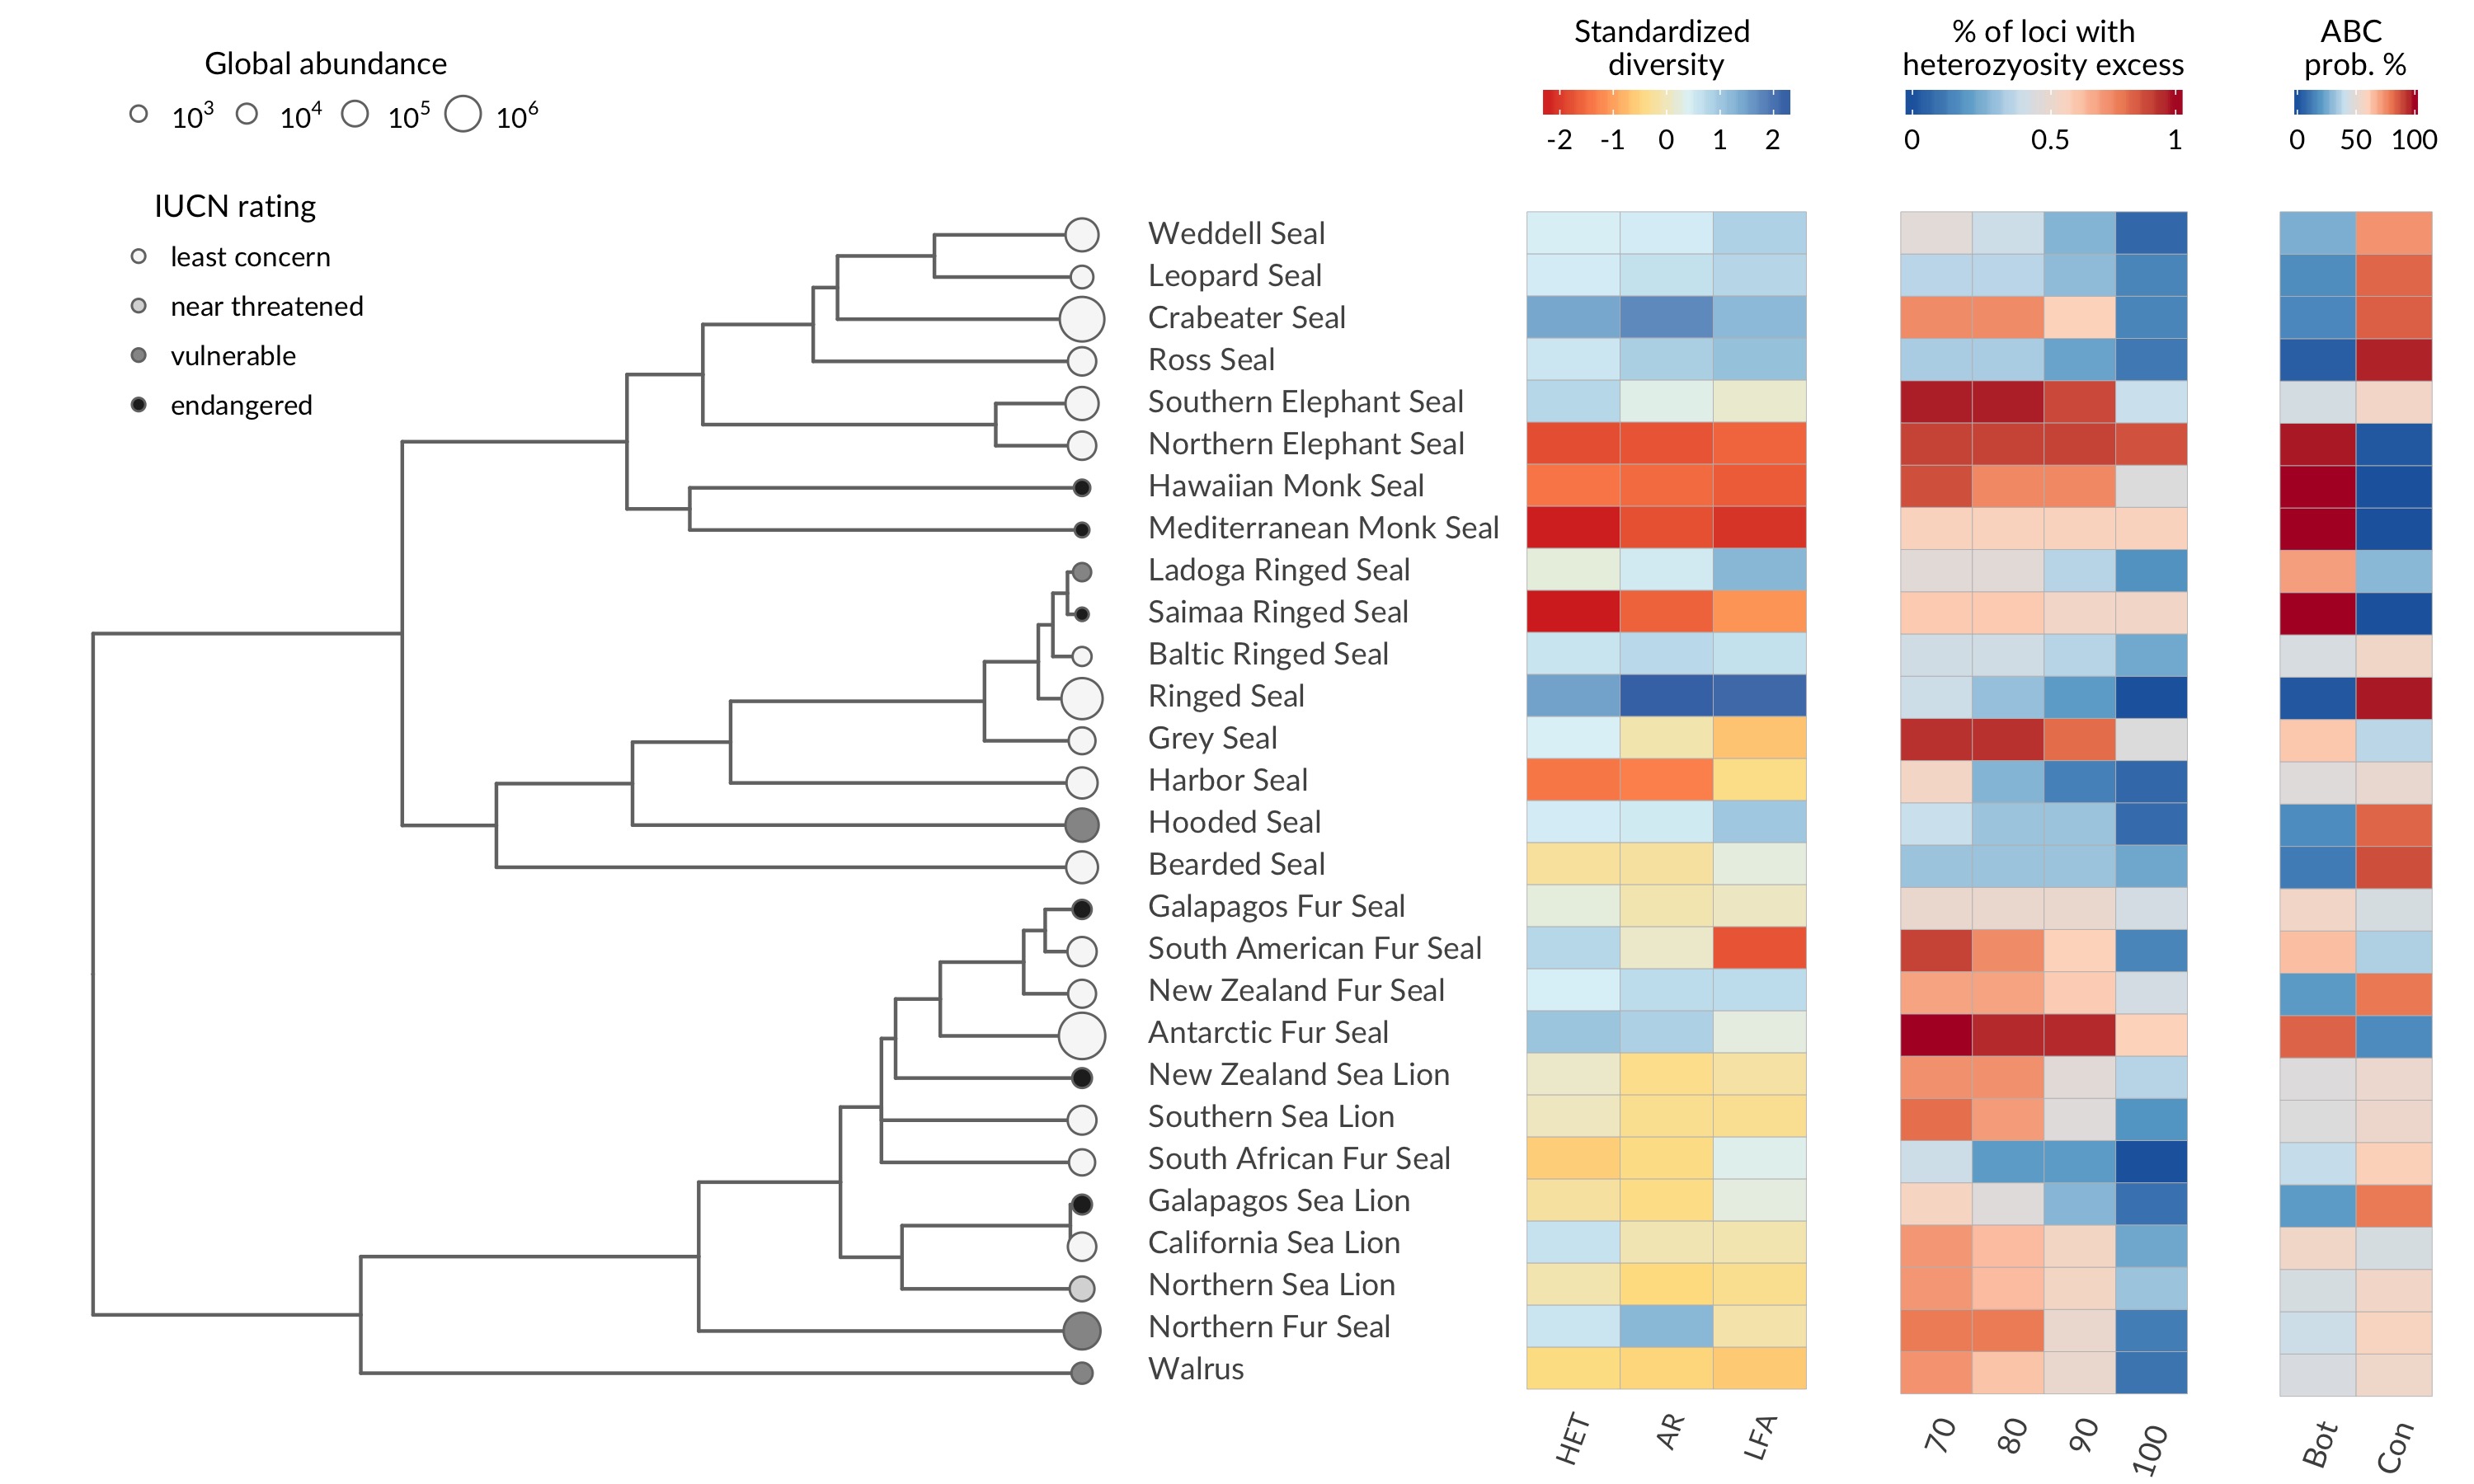 Global abundance
10³ 10⁴ 10⁵ 10⁶
IUCN rating
least concern
near threatened
vulnerable
endangered
Standardized
diversity
-2 -1 0 1 2
% of loci with
heterozyosity excess
0 0.5 1
ABC
prob. %
0 50 100
Weddell Seal
Leopard Seal
Crabeater Seal
Ross Seal
Southern Elephant Seal
Northern Elephant Seal
Hawaiian Monk Seal
Mediterranean Monk Seal
Ladoga Ringed Seal
Saimaa Ringed Seal
Baltic Ringed Seal
Ringed Seal
Grey Seal
Harbor Seal
Hooded Seal
Bearded Seal
Galapagos Fur Seal
South American Fur Seal
New Zealand Fur Seal
Antarctic Fur Seal
New Zealand Sea Lion
Southern Sea Lion
South African Fur Seal
Galapagos Sea Lion
California Sea Lion
Northern Sea Lion
Northern Fur Seal
Walrus
HET AR LFA
70 80 90 100
Bot Con